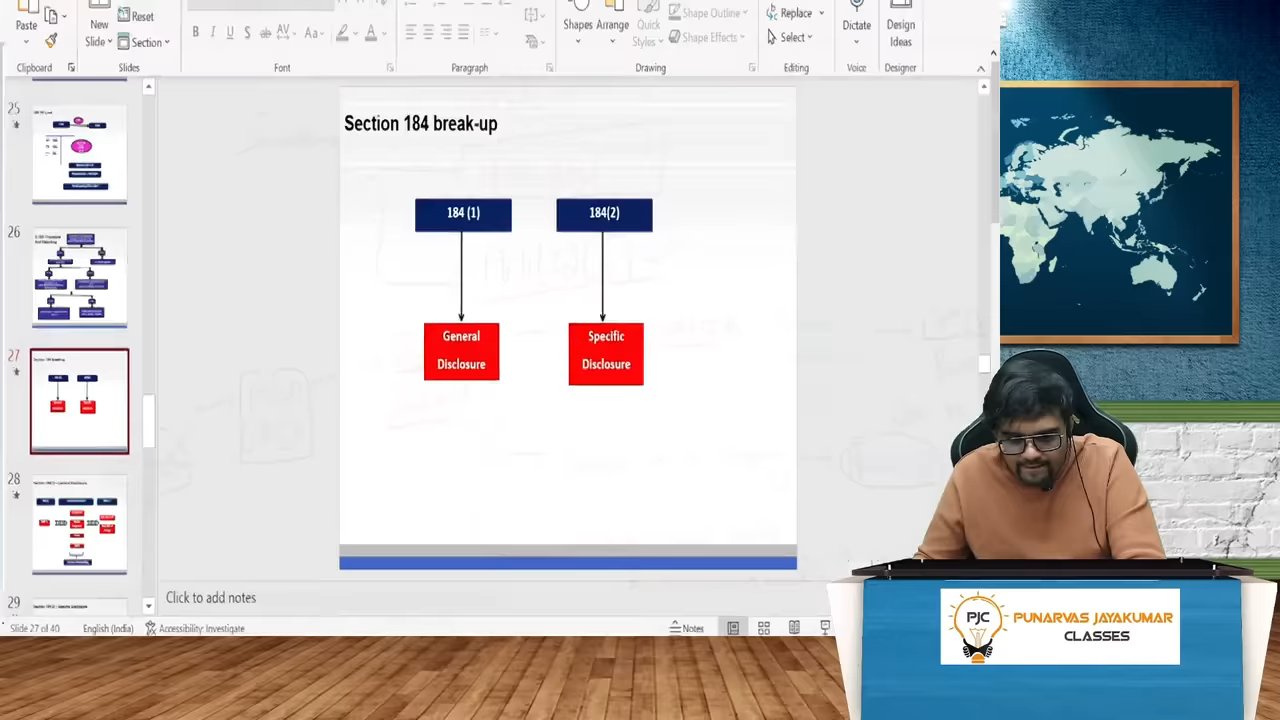 Paste
New
Slide
Reset
Section
B I U S ab AV Aa A
Shapes
Arrange
Quick
Styles
Shape Outline
Shape Effects
Replace
Select
Dictate
Design
Ideas
Clipboard
Slides
Font
Paragraph
Drawing
Editing
Voice
Designer
25
26
27
28
29
Section 184 break-up
184 (1)
184(2)
General
Disclosure
Specific
Disclosure
Click to add notes
Slide 27 of 40
English (India)
Accessibility: Investigate
Notes
PJC
PUNARVAS JAYAKUMAR
CLASSES